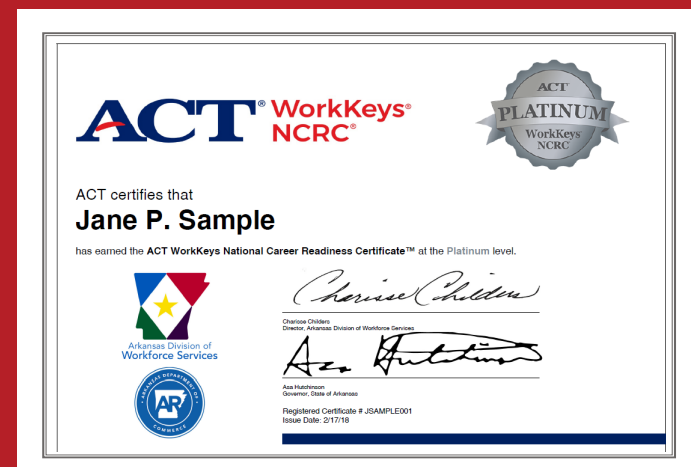 ACT® WorkKeys®
NCRC®
ACT
PLATINUM
WorkKeys®
NCRC®
ACT certifies that
Jane P. Sample
has earned the ACT WorkKeys National Career Readiness Certificate™ at the Platinum level.
Arkansas Division of
Workforce Services
ARKANSAS DEPARTMENT OF
AR
COMMERCE
Charisse Childers
Charisse Childers
Director, Arkansas Division of Workforce Services
Asa Hutchinson
Asa Hutchinson
Governor, State of Arkansas
Registered Certificate # JSAMPLE001
Issue Date: 2/17/18